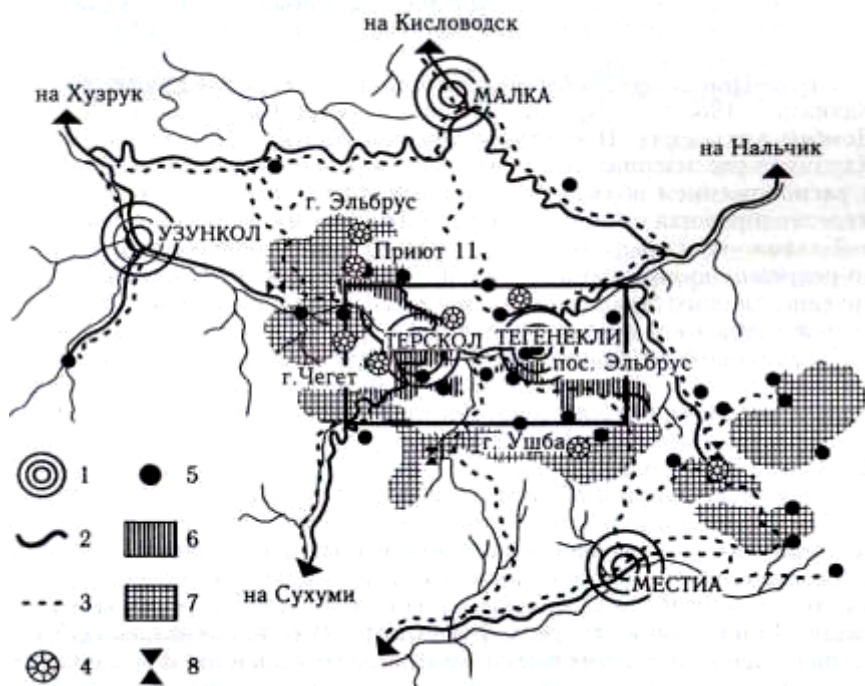 на Кисловодск
МАЛКА
на Хузрук
на Нальчик
г. Эльбрус
УЗУНКОЛ
Приют 11
ТЕРСКОЛ
ТЕГЕНЕКЛИ
пос. Эльбрус
г. Чегет
г. Ушба
1
5
2
6
на Сухуми
МЕСТИА
3
7
4
8